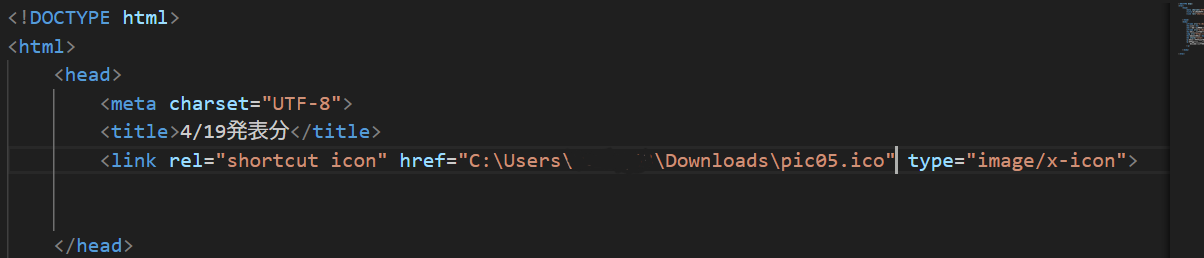 <!DOCTYPE html>
<html>
<head>
<meta charset="UTF-8">
<title>4/19発表分</title>
<link rel="shortcut icon" href="C:\Users\ \Downloads\pic05.ico" type="image/x-icon">
</head>